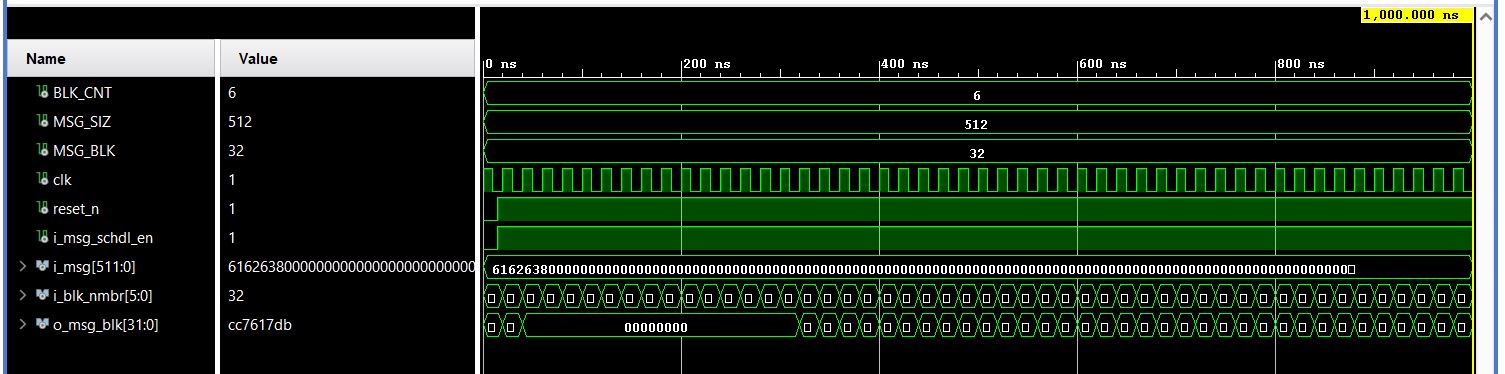 1,000.000 ns
Name Value
0 ns 200 ns 400 ns 600 ns 800 ns
BLK_CNT 6 6
MSG_SIZ 512 512
MSG_BLK 32 32
clk 1
reset_n 1
i_msg_schdl_en 1
i_msg[511:0] 61626380000000000000000000000000 61626380000000000000000000000000000000000000000000000000000000000000000000000000000000000000000000000000000000
i_blk_nmbr[5:0] 32
o_msg_blk[31:0] cc7617db 00000000